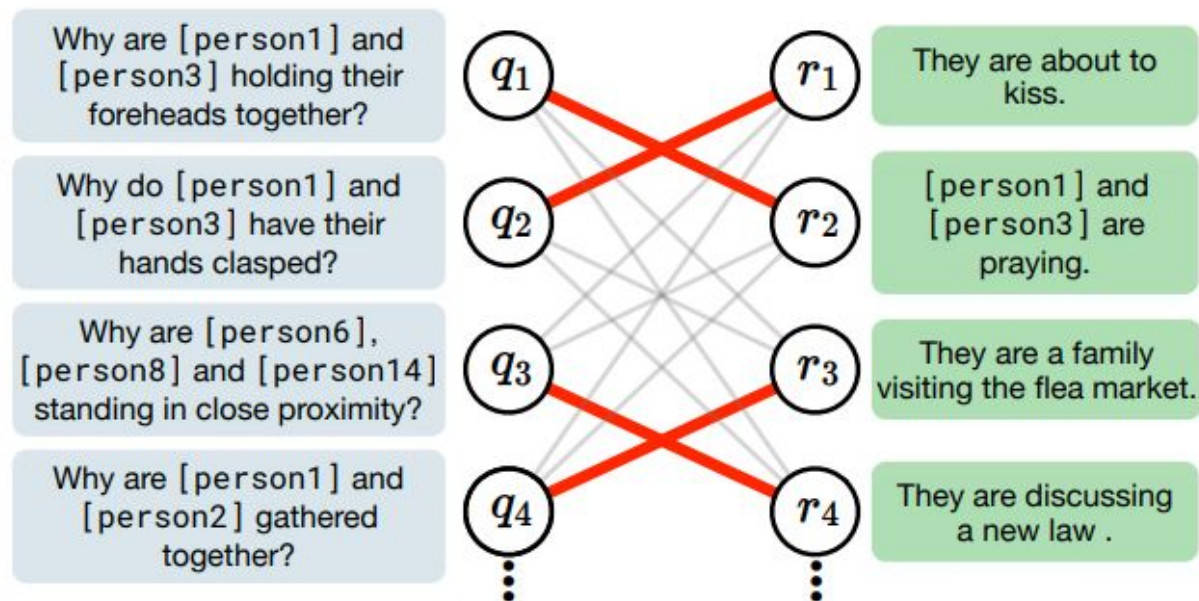 Why are [person1] and
[person3] holding their
foreheads together?
q1
r1
They are about to
kiss.
Why do [person1] and
[person3] have their
hands clasped?
q2
r2
[person1] and
[person3] are
praying.
Why are [person6],
[person8] and [person14]
standing in close proximity?
q3
r3
They are a family
visiting the flea market.
Why are [person1] and
[person2] gathered
together?
q4
r4
They are discussing
a new law .